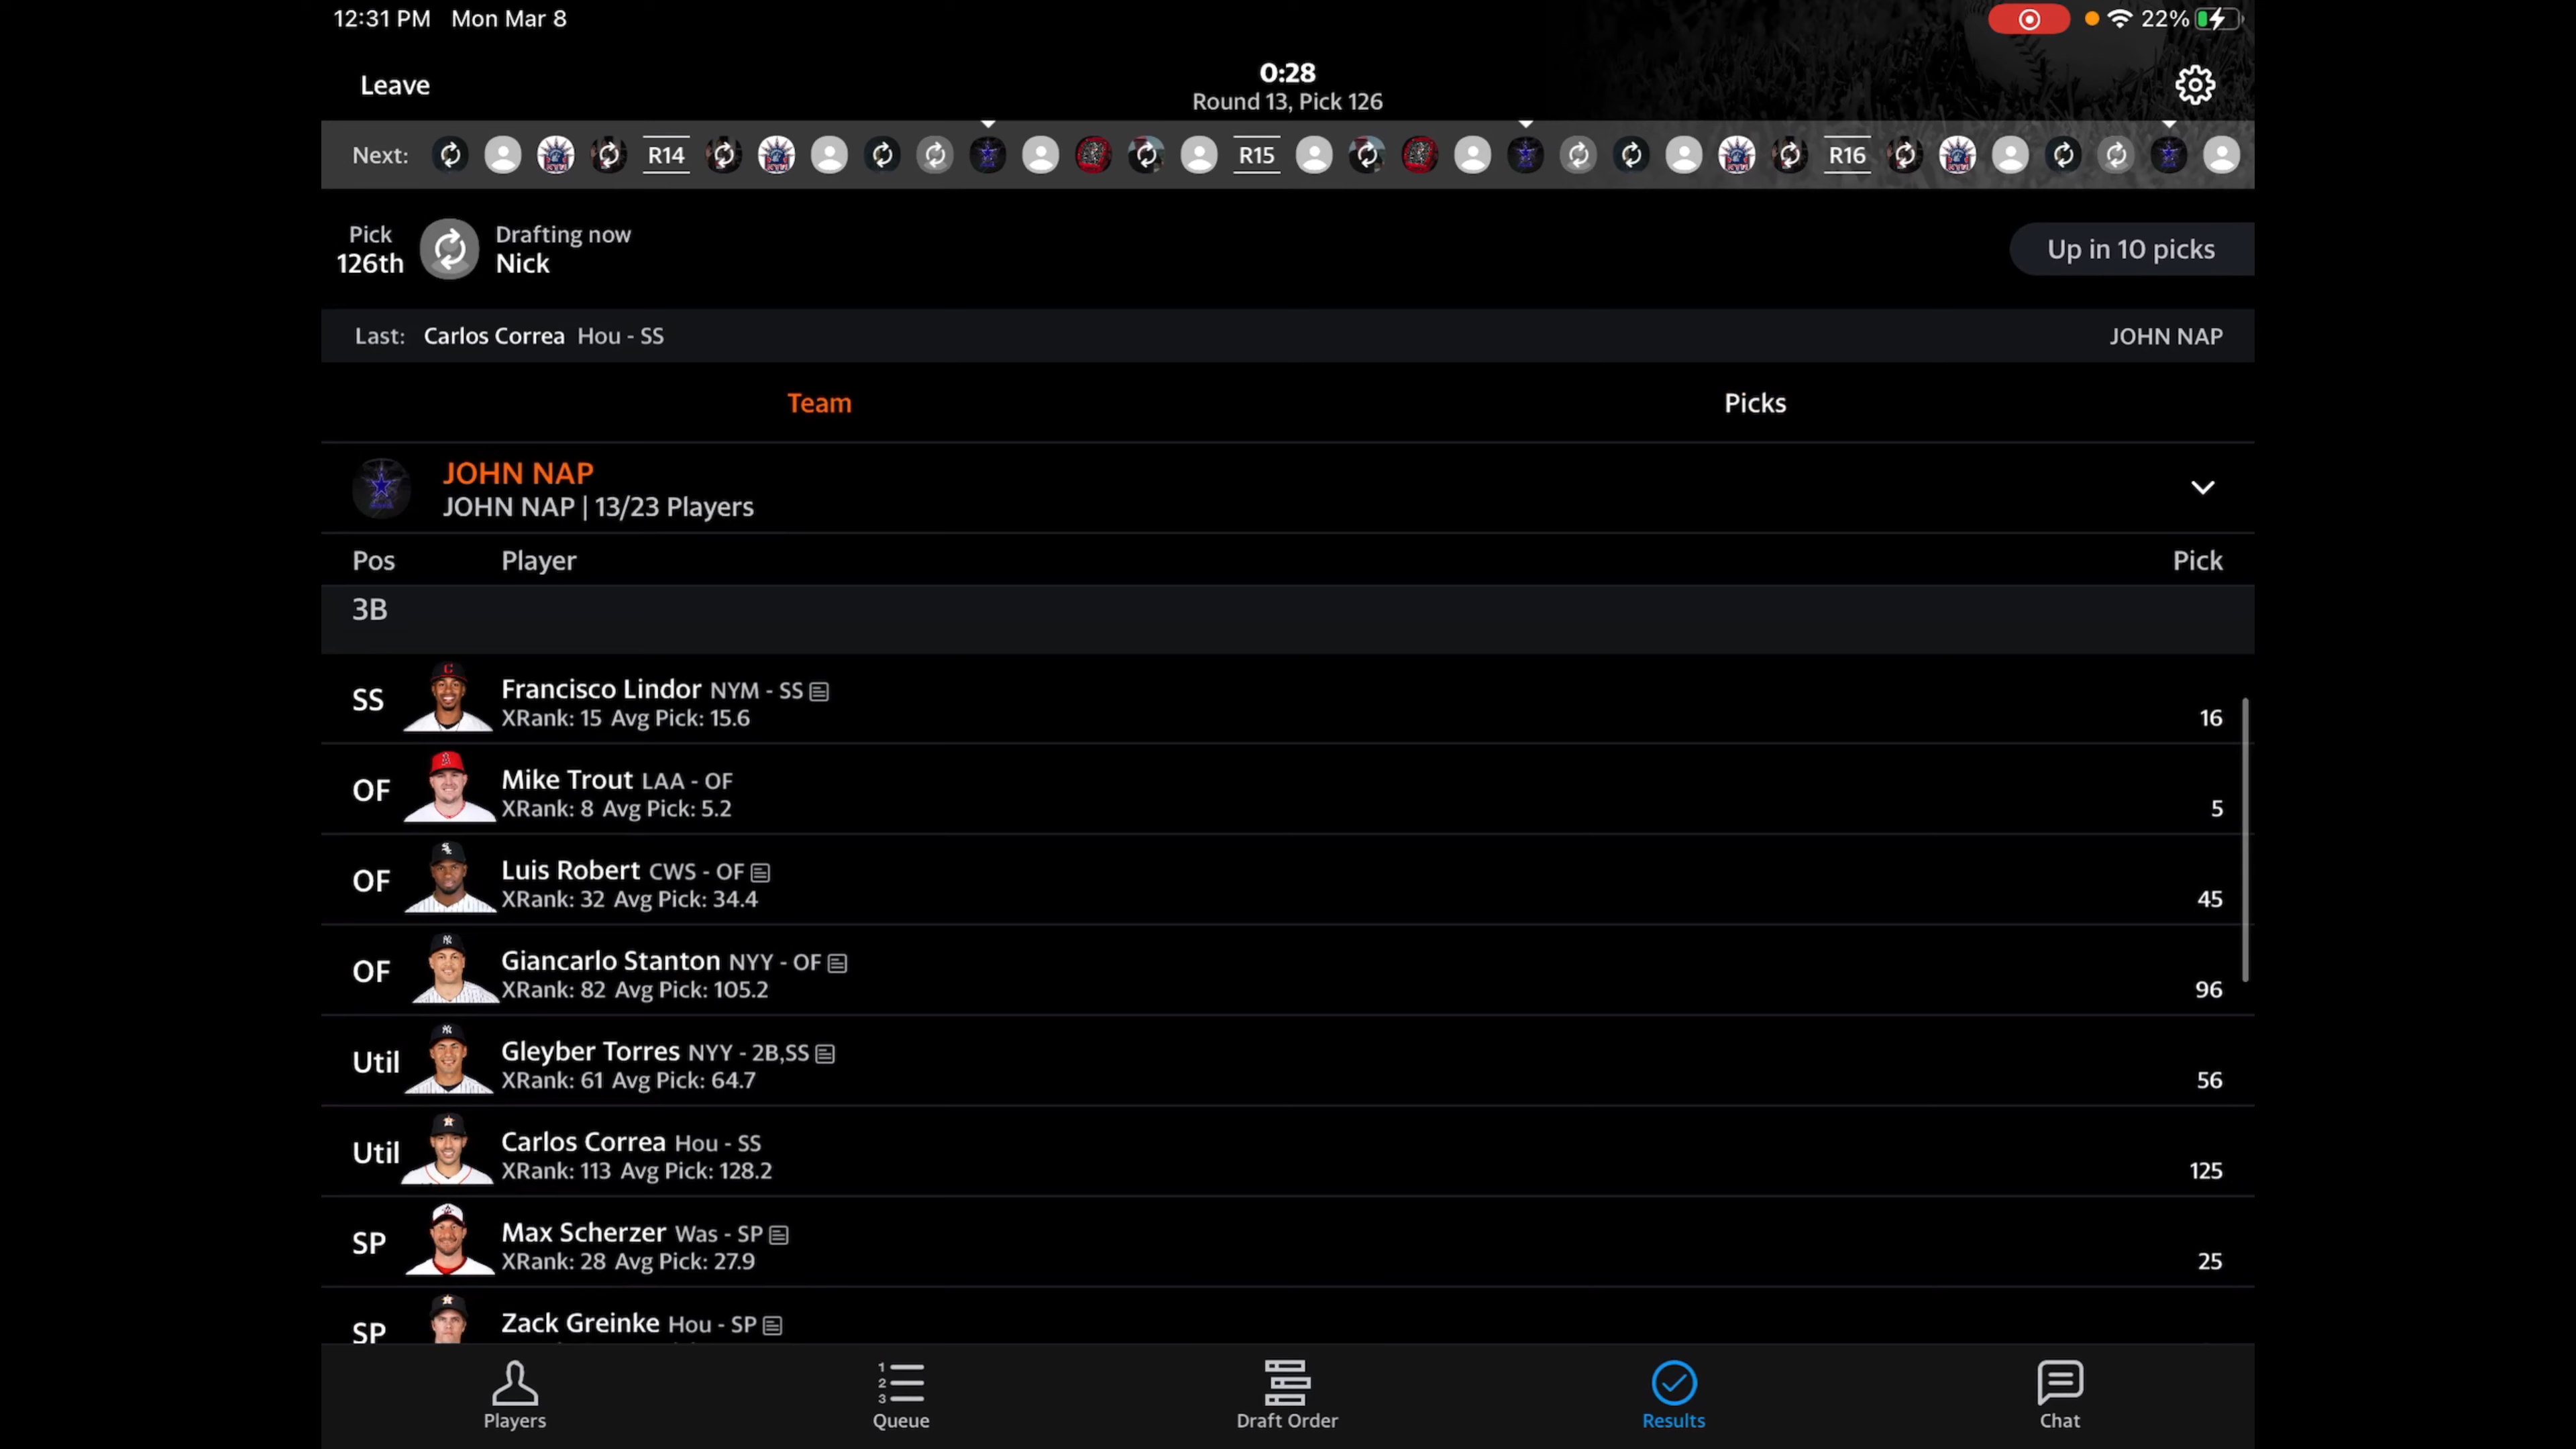 12:31 PM Mon Mar 8
22%
Leave
0:28
Round 13, Pick 126
Next: R14 R15 R16
Pick
126th
Drafting now
Nick
Up in 10 picks
Last: Carlos Correa Hou - SS JOHN NAP
Team Picks
JOHN NAP
JOHN NAP | 13/23 Players
Pos Player Pick
3B
SS Francisco Lindor NYM - SS
XRank: 15 Avg Pick: 15.6 16
OF Mike Trout LAA - OF
XRank: 8 Avg Pick: 5.2 5
OF Luis Robert CWS - OF
XRank: 32 Avg Pick: 34.4 45
OF Giancarlo Stanton NYY - OF
XRank: 82 Avg Pick: 105.2 96
Util Gleyber Torres NYY - 2B,SS
XRank: 61 Avg Pick: 64.7 56
Util Carlos Correa Hou - SS
XRank: 113 Avg Pick: 128.2 125
SP Max Scherzer Was - SP
XRank: 28 Avg Pick: 27.9 25
SP Zack Greinke Hou - SP
Players Queue Draft Order Results Chat